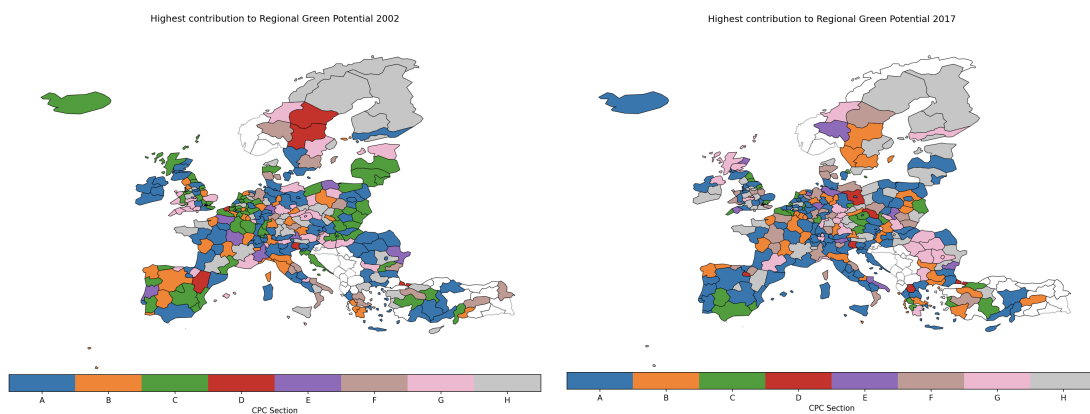 Highest contribution to Regional Green Potential 2002
A B C D E F G H
CPC Section
Highest contribution to Regional Green Potential 2017
A B C D E F G H
CPC Section